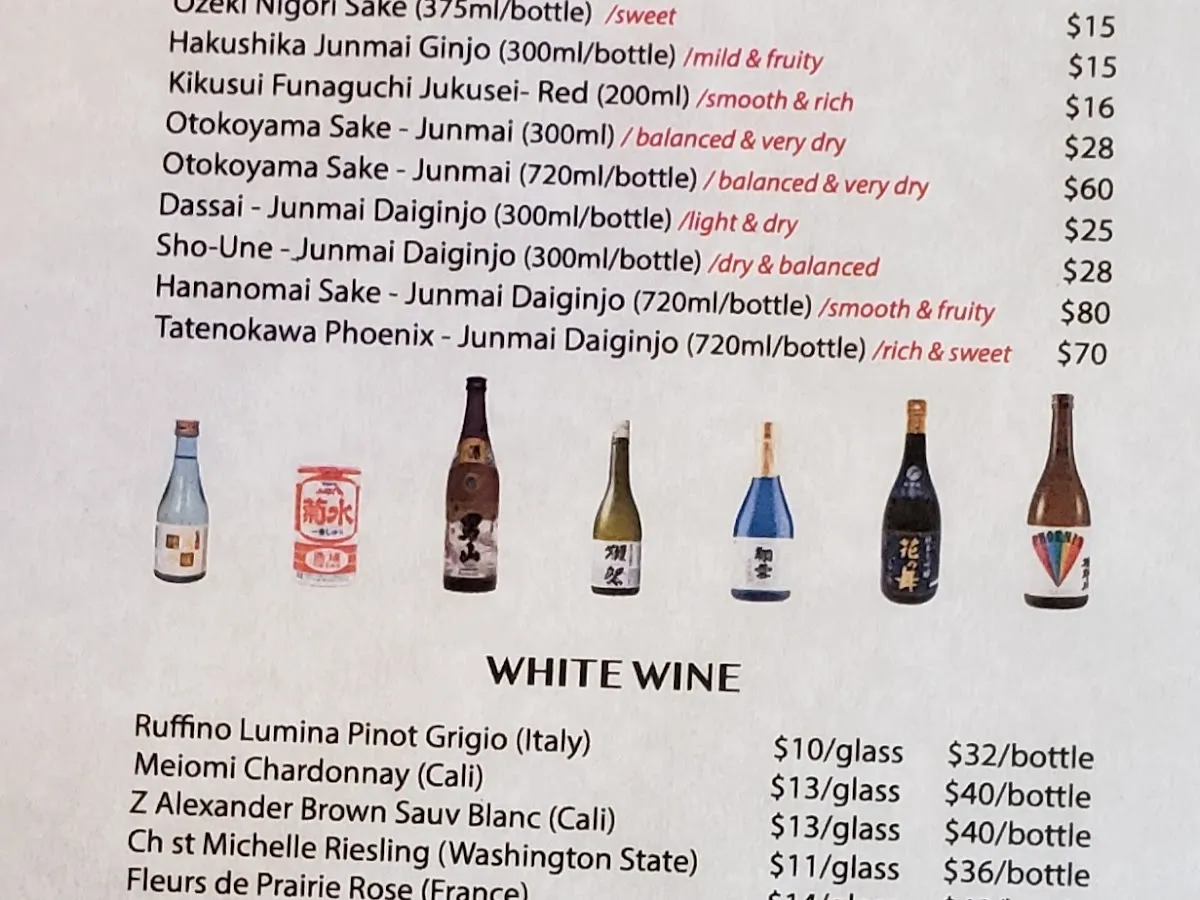 Ozeki Nigori Sake (375ml/bottle) /sweet $15
Hakushika Junmai Ginjo (300ml/bottle) /mild & fruity $15
Kikusui Funaguchi Jukusei- Red (200ml) /smooth & rich $16
Otokoyama Sake - Junmai (300ml) / balanced & very dry $28
Otokoyama Sake - Junmai (720ml/bottle) / balanced & very dry $60
Dassai - Junmai Daiginjo (300ml/bottle) /light & dry $25
Sho-Une - Junmai Daiginjo (300ml/bottle) /dry & balanced $28
Hananomai Sake - Junmai Daiginjo (720ml/bottle) /smooth & fruity $80
Tatenokawa Phoenix - Junmai Daiginjo (720ml/bottle) /rich & sweet $70
菊水
男山
獺祭
花の舞
PHOENIX
WHITE WINE
Ruffino Lumina Pinot Grigio (Italy) $10/glass $32/bottle
Meiomi Chardonnay (Cali) $13/glass $40/bottle
Z Alexander Brown Sauv Blanc (Cali) $13/glass $40/bottle
Ch st Michelle Riesling (Washington State) $11/glass $36/bottle
Fleurs de Prairie Rose (France)